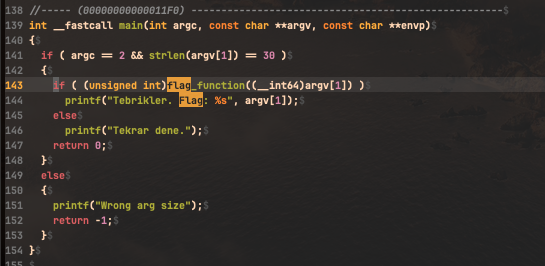 138 //----- (00000000000011F0) ----------------------------------------------------$
139 int __fastcall main(int argc, const char **argv, const char **envp)$
140 {$
141   if ( argc == 2 && strlen(argv[1]) == 30 )$
142   {$
143     if ( (unsigned int)flag_function((__int64)argv[1]) )$
144       printf("Tebrikler. Flag: %s", argv[1]);$
145     else$
146       printf("Tekrar dene.");$
147     return 0;$
148   }$
149   else$
150   {$
151     printf("Wrong arg size");$
152     return -1;$
153   }$
154 }$
155 $